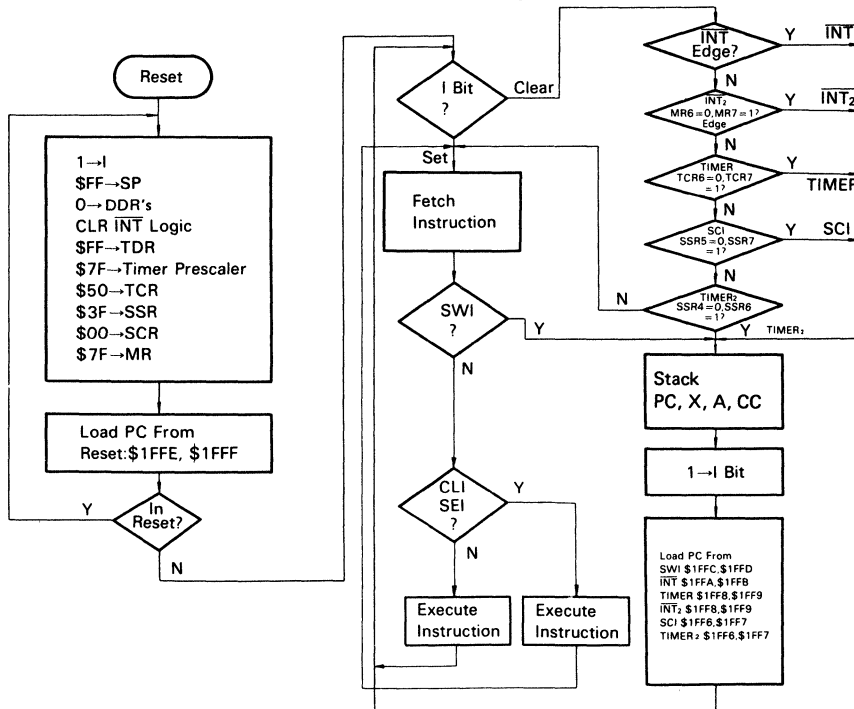 Reset
1→I
$FF→SP
0→DDR's
CLR INT Logic
$FF→TDR
$7F→Timer Prescaler
$50→TCR
$3F→SSR
$00→SCR
$7F→MR
Load PC From
Reset:$1FFE, $1FFF
Y
In
Reset?
N
I Bit
?
Clear
Set
Fetch
Instruction
SWI
?
Y
N
CLI
SEI
?
Y
N
Execute
Instruction
Execute
Instruction
INT
Edge?
Y
INT
N
INT₂
MR6=0,MR7=1?
Edge
Y
INT₂
N
TIMER
TCR6=0,TCR7
=1?
Y
TIMER
N
SCI
SSR5=0,SSR7
=1?
Y
SCI
N
TIMER₂
SSR4=0,SSR6
=1?
N
Y
TIMER₂
Stack
PC, X, A, CC
1→I Bit
Load PC From
SWI $1FFC,$1FFD
INT $1FFA,$1FFB
TIMER $1FF8,$1FF9
INT₂ $1FF8,$1FF9
SCI $1FF6,$1FF7
TIMER₂ $1FF6,$1FF7